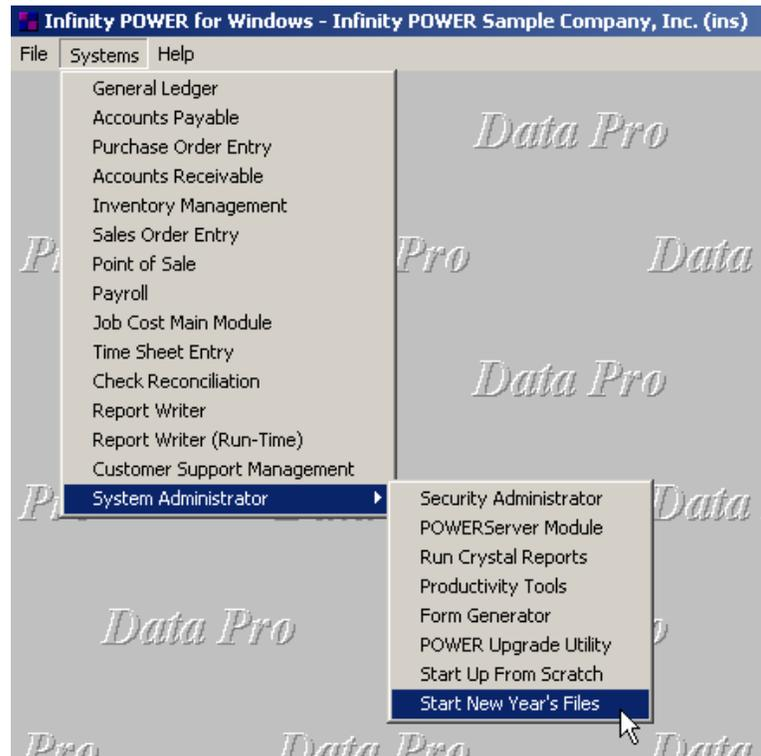 Infinity POWER for Windows - Infinity POWER Sample Company, Inc. (ins)
File Systems Help
General Ledger
Accounts Payable
Purchase Order Entry
Accounts Receivable
Inventory Management
Sales Order Entry
Point of Sale
Payroll
Job Cost Main Module
Time Sheet Entry
Check Reconciliation
Report Writer
Report Writer (Run-Time)
Customer Support Management
System Administrator
Security Administrator
POWERServer Module
Run Crystal Reports
Productivity Tools
Form Generator
POWER Upgrade Utility
Start Up From Scratch
Start New Year's Files
Data Pro
Pro Data
Data Pro
Data
Data Pro
Pro Data Pro Data